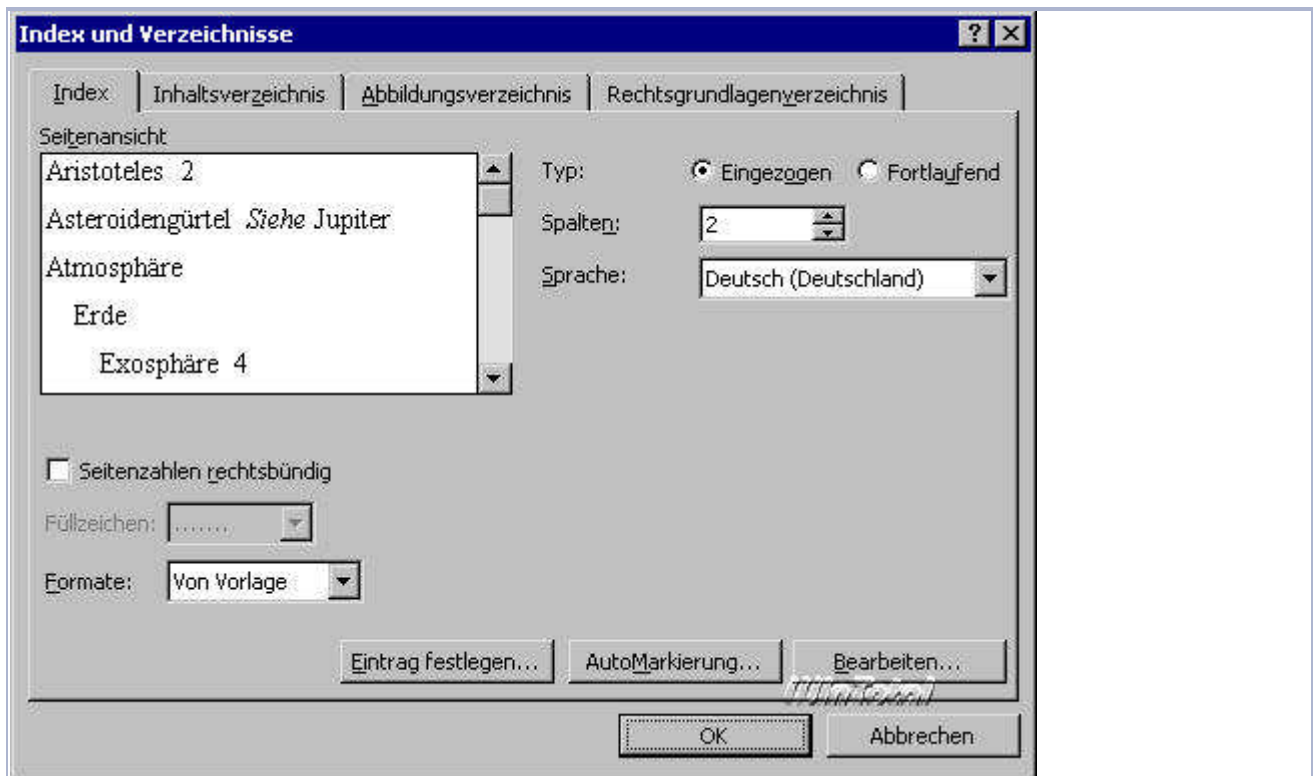 Index und Verzeichnisse
Index Inhaltsverzeichnis Abbildungsverzeichnis Rechtsgrundlagenverzeichnis
Seitenansicht
Aristoteles 2
Asteroidengürtel Siehe Jupiter
Atmosphäre
Erde
Exosphäre 4
Typ: Eingezogen Fortlaufend
Spalten: 2
Sprache: Deutsch (Deutschland)
Seitenzahlen rechtsbündig
Füllzeichen: .......
Formate: Von Vorlage
Eintrag festlegen... AutoMarkierung... Bearbeiten...
WinTotal
OK Abbrechen